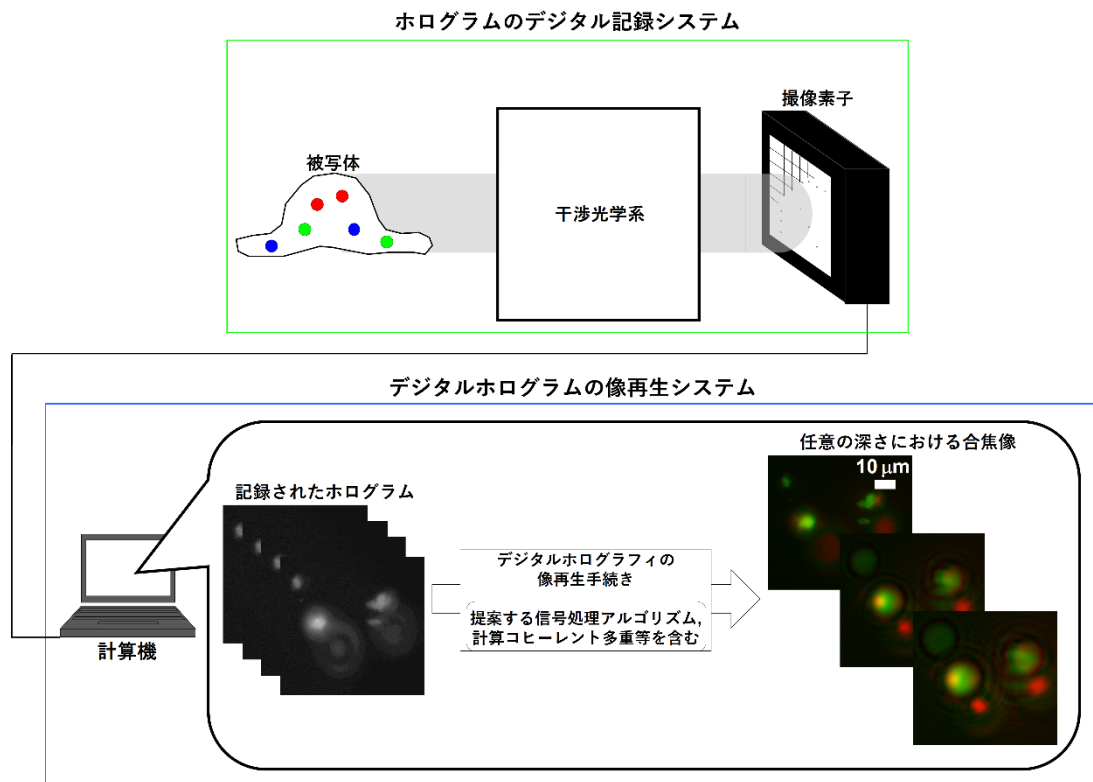 ホログラムのデジタル記録システム
撮像素子
被写体
干渉光学系
デジタルホログラムの像再生システム
任意の深さにおける合焦像
10 μm
記録されたホログラム
デジタルホログラフィの
像再生手続き
提案する信号処理アルゴリズム,
計算コヒーレント多重等を含む
計算機